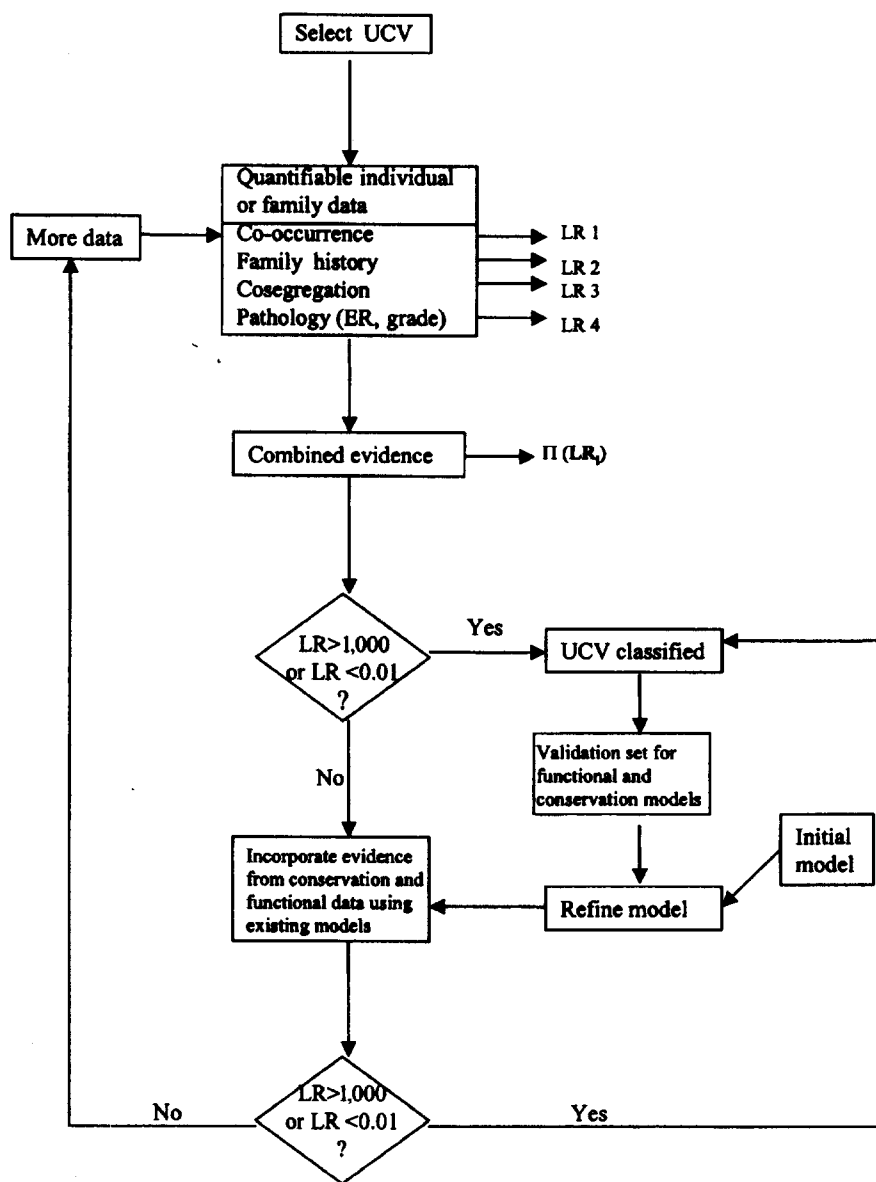 Select UCV
Quantifiable individual
or family data
More data
Co-occurrence
LR 1
Family history
LR 2
Cosegregation
LR 3
Pathology (ER, grade)
LR 4
Combined evidence
Π (LRᵢ)
LR>1,000
or LR <0.01
?
Yes
UCV classified
No
Validation set for
functional and
conservation models
Initial
model
Incorporate evidence
from conservation and
functional data using
existing models
Refine model
LR>1,000
or LR <0.01
?
No
Yes